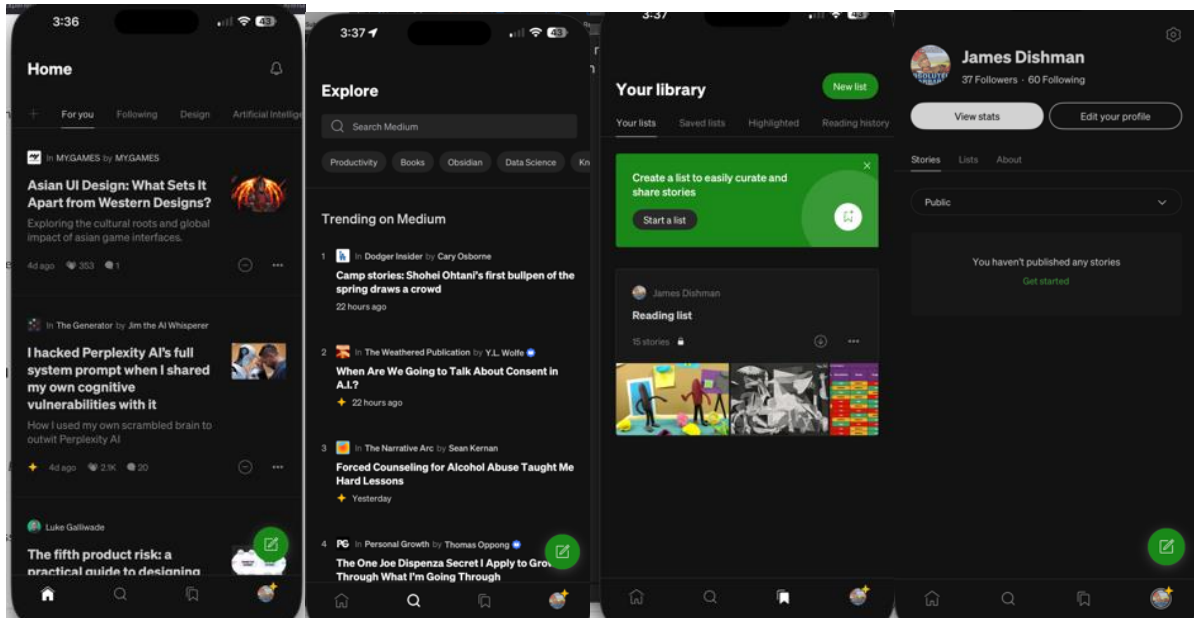 3:36
43
Home
For you
Following
Design
Artificial Intellige
In MY.GAMES by MY.GAMES
Asian UI Design: What Sets It
Apart from Western Designs?
Exploring the cultural roots and global
impact of asian game interfaces.
4d ago
353
1
In The Generator by Jim the AI Whisperer
I hacked Perplexity AI's full
system prompt when I shared
my own cognitive
vulnerabilities with it
How I used my own scrambled brain to
outwit Perplexity AI
4d ago
2.1K
20
Luke Galliwade
The fifth product risk: a
practical guide to designing
3:37
43
Explore
Search Medium
Productivity
Books
Obsidian
Data Science
Kn
Trending on Medium
1
In Dodger Insider by Cary Osborne
Camp stories: Shohei Ohtani's first bullpen of the
spring draws a crowd
22 hours ago
2
In The Weathered Publication by Y.L. Wolfe
When Are We Going to Talk About Consent in
A.I.?
22 hours ago
3
In The Narrative Arc by Sean Kernan
Forced Counseling for Alcohol Abuse Taught Me
Hard Lessons
Yesterday
4
PG In Personal Growth by Thomas Oppong
The One Joe Dispenza Secret I Apply to Grow
Through What I'm Going Through
3:37
43
Your library
New list
Your lists
Saved lists
Highlighted
Reading history
Create a list to easily curate and
share stories
Start a list
James Dishman
Reading list
15 stories
James Dishman
37 Followers · 60 Following
View stats
Edit your profile
Stories
Lists
About
Public
You haven't published any stories
Get started